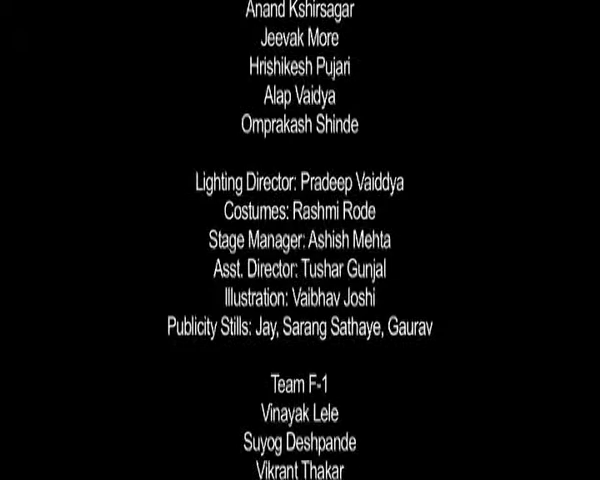 Anand Kshirsagar
Jeevak More
Hrishikesh Pujari
Alap Vaidya
Omprakash Shinde
Lighting Director: Pradeep Vaiddya
Costumes: Rashmi Rode
Stage Manager: Ashish Mehta
Asst. Director: Tushar Gunjal
Illustration: Vaibhav Joshi
Publicity Stills: Jay, Sarang Sathaye, Gaurav
Team F-1
Vinayak Lele
Suyog Deshpande
Vikrant Thakar